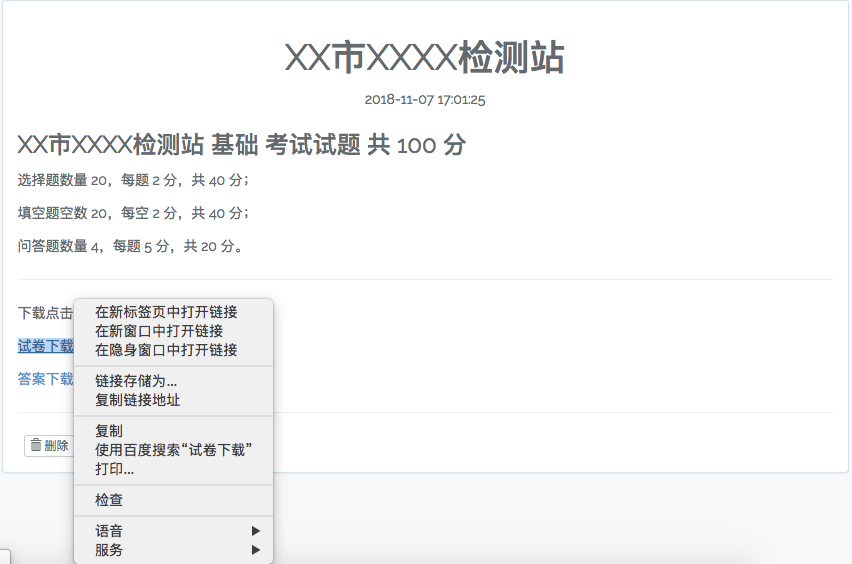 XX市XXXX检测站
2018-11-07 17:01:25
XX市XXXX检测站 基础 考试试题 共 100 分
选择题数量 20，每题 2 分，共 40 分；
填空题空数 20，每空 2 分，共 40 分；
问答题数量 4，每题 5 分，共 20 分。
下载点击
试卷下载
答案下载
删除
在新标签页中打开链接
在新窗口中打开链接
在隐身窗口中打开链接
链接存储为...
复制链接地址
复制
使用百度搜索“试卷下载”
打印...
检查
语音
服务